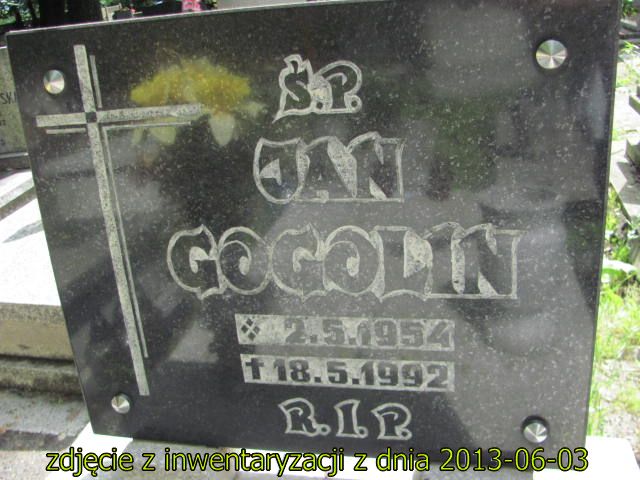 Ś.P.
JAN
GOGOLIN
2.5.1954
✝18.5.1992
R.I.P.
zdjęcie z inwentaryzacji z dnia 2013-06-03